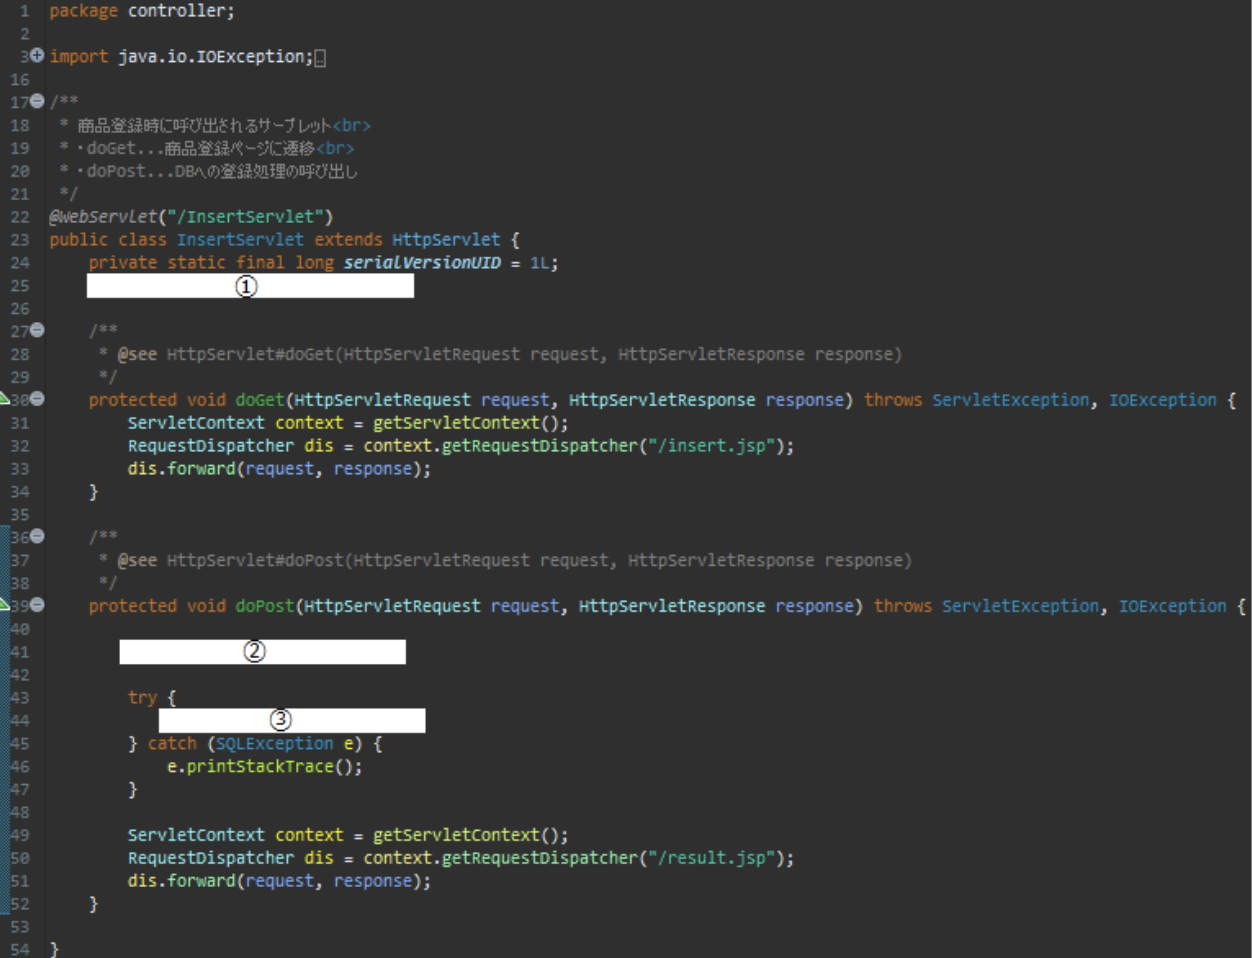 1 package controller;
2
3 import java.io.IOException;
16
17 /**
18 * 商品登録時に呼び出されるサーブレット<br>
19 * ・doGet...商品登録ページに遷移<br>
20 * ・doPost...DBへの登録処理の呼び出し
21 */
22 @WebServlet("/InsertServlet")
23 public class InsertServlet extends HttpServlet {
24 private static final long serialVersionUID = 1L;
25 ①
26
27 /**
28 * @see HttpServlet#doGet(HttpServletRequest request, HttpServletResponse response)
29 */
30 protected void doGet(HttpServletRequest request, HttpServletResponse response) throws ServletException, IOException {
31 ServletContext context = getServletContext();
32 RequestDispatcher dis = context.getRequestDispatcher("/insert.jsp");
33 dis.forward(request, response);
34 }
35
36 /**
37 * @see HttpServlet#doPost(HttpServletRequest request, HttpServletResponse response)
38 */
39 protected void doPost(HttpServletRequest request, HttpServletResponse response) throws ServletException, IOException {
40
41 ②
42
43 try {
44 ③
45 } catch (SQLException e) {
46 e.printStackTrace();
47 }
48
49 ServletContext context = getServletContext();
50 RequestDispatcher dis = context.getRequestDispatcher("/result.jsp");
51 dis.forward(request, response);
52 }
53
54 }